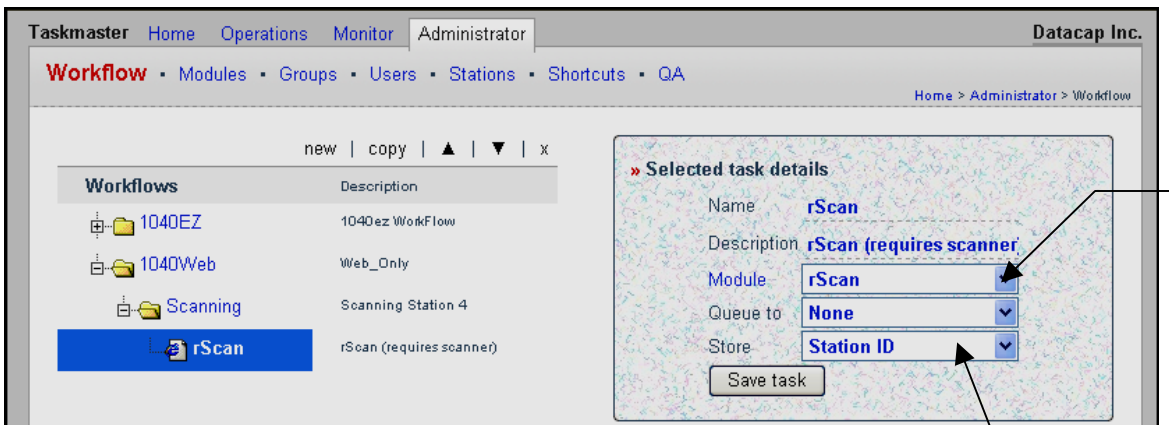 Taskmaster Home Operations Monitor Administrator Datacap Inc.
Workflow ▪ Modules ▪ Groups ▪ Users ▪ Stations ▪ Shortcuts ▪ QA
Home > Administrator > Workflow
new | copy | ▲ | ▼ | x
Workflows Description
1040EZ 1040ez WorkFlow
1040Web Web_Only
Scanning Scanning Station 4
rScan rScan (requires scanner)
» Selected task details
Name rScan
Description rScan (requires scanner)
Module rScan
Queue to None
Store Station ID
Save task